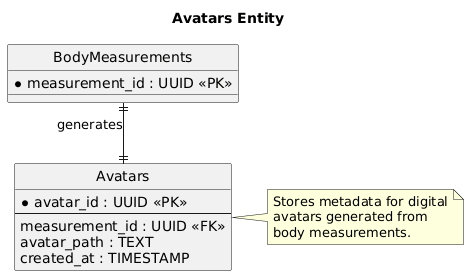 Avatars Entity
BodyMeasurements
* measurement_id : UUID «PK»
generates
Avatars
* avatar_id : UUID «PK»
measurement_id : UUID «FK»
avatar_path : TEXT
created_at : TIMESTAMP
Stores metadata for digital
avatars generated from
body measurements.